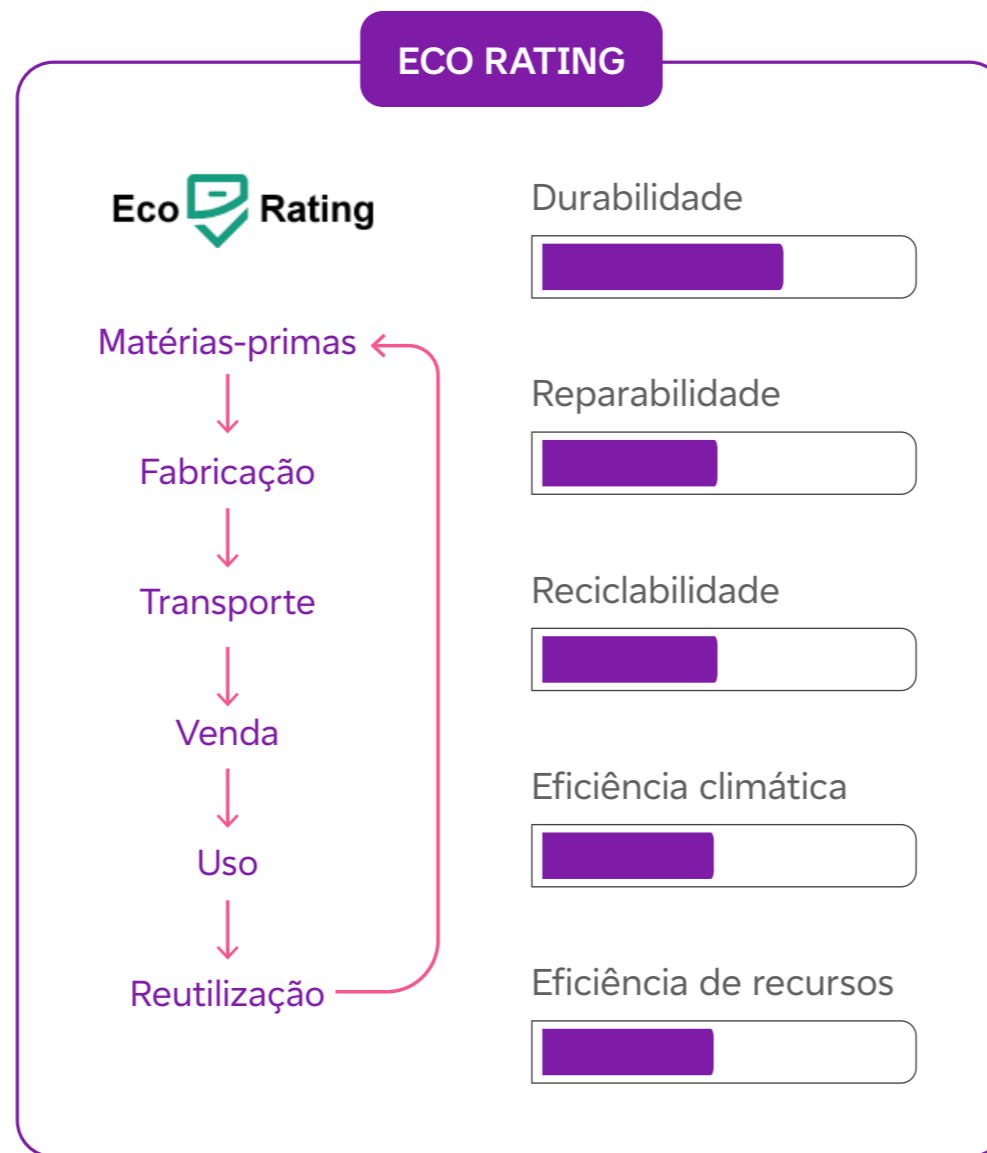 ECO RATING
Eco Rating
Matérias-primas
Fabricação
Transporte
Venda
Uso
Reutilização
Durabilidade
Reparabilidade
Reciclabilidade
Eficiência climática
Eficiência de recursos